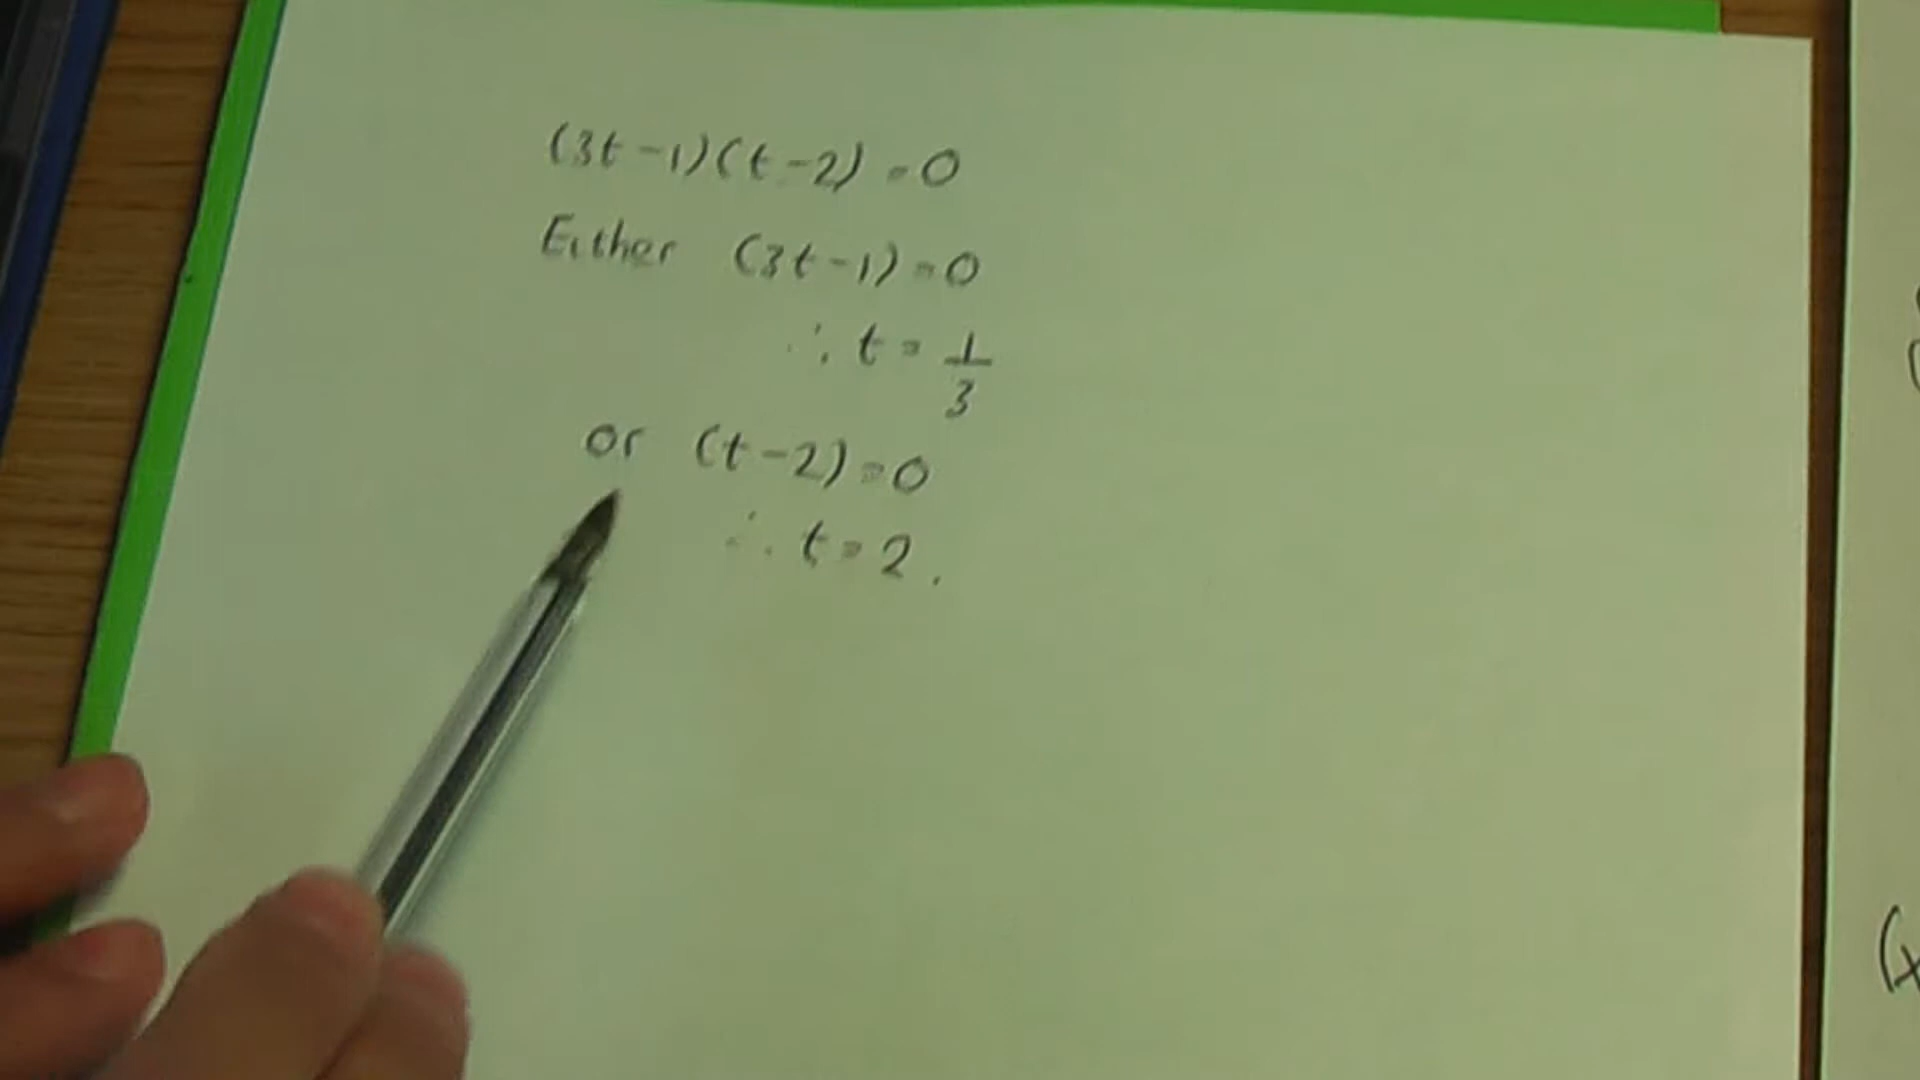 (3t-1)(t-2)=0
Either (3t-1)=0
∴ t = 1/3
or (t-2)=0
∴ t=2.